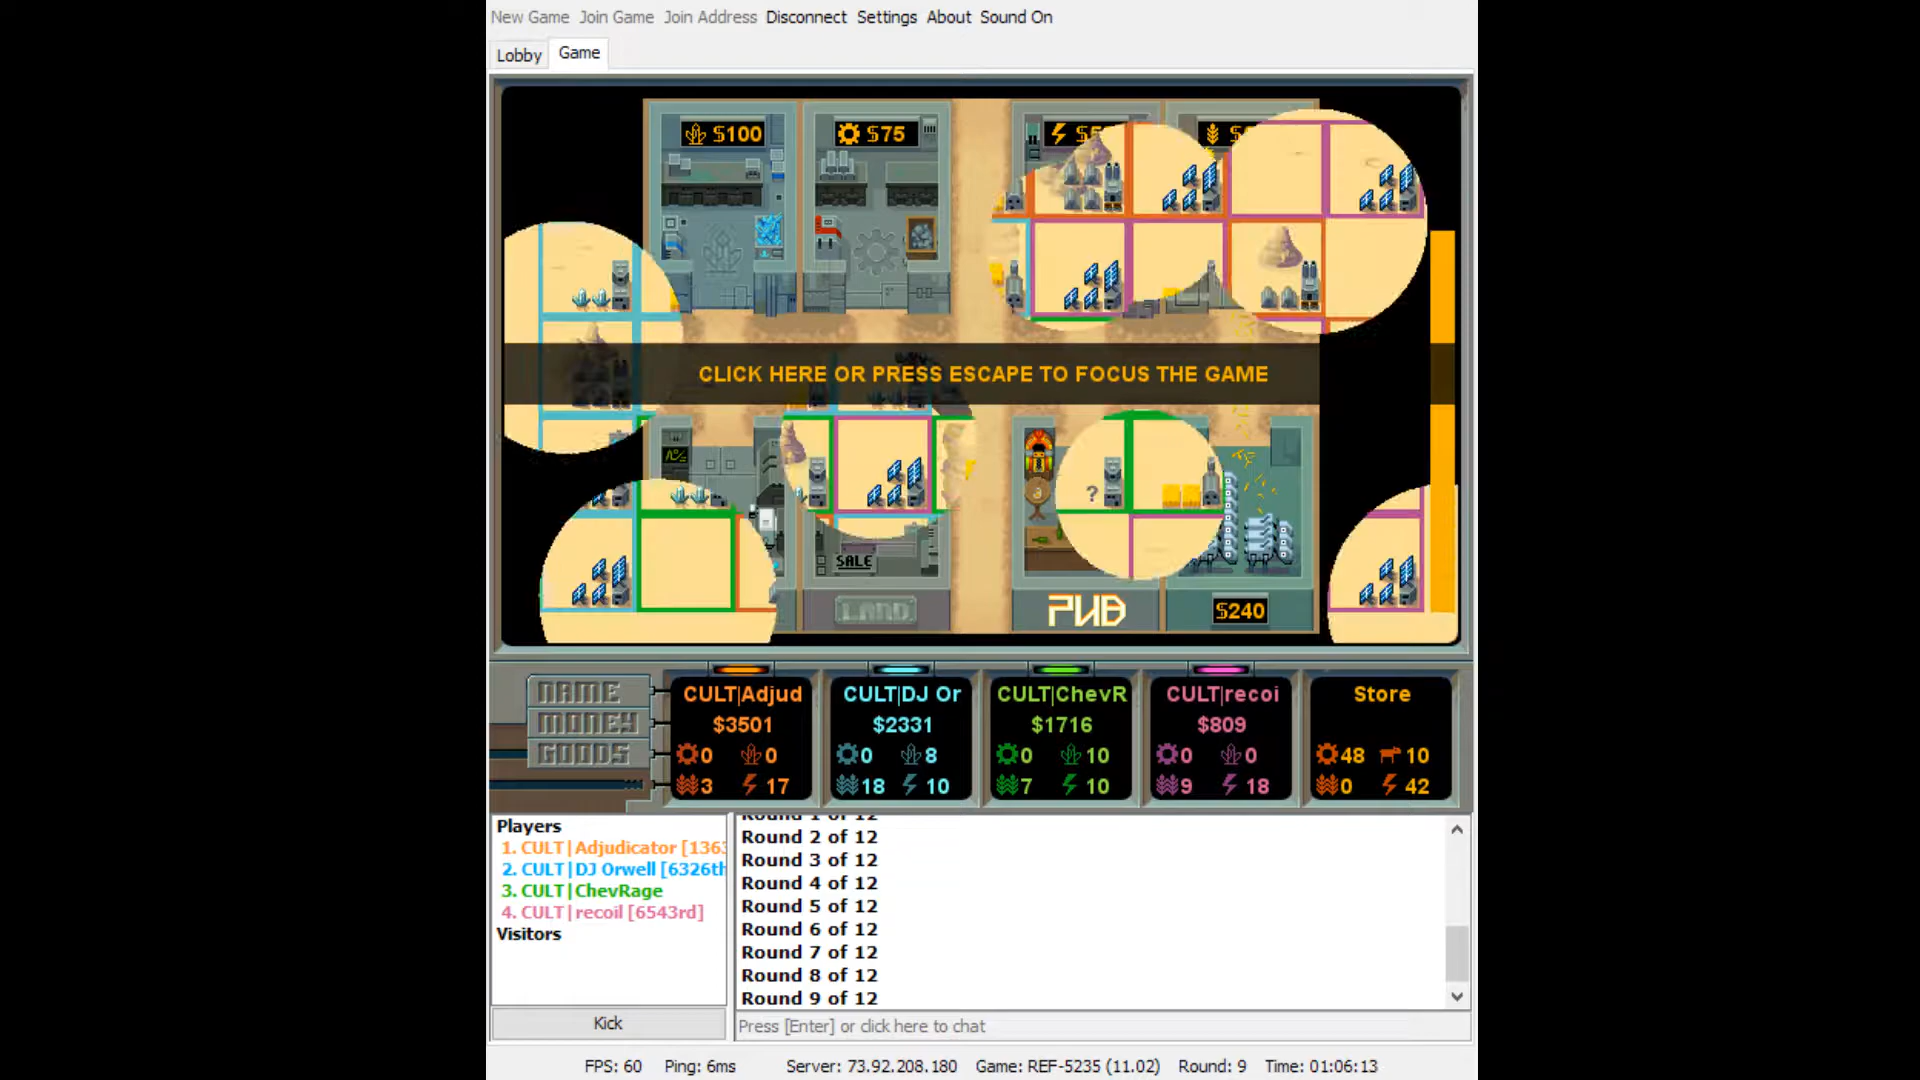 New Game Join Game Join Address Disconnect Settings About Sound On
Lobby Game
$100
$75
CLICK HERE OR PRESS ESCAPE TO FOCUS THE GAME
?
SALE
LAND
PUB
$240
NAME
MONEY
GOODS
CULT|Adjud
$3501
0 0
3 17
CULT|DJ Or
$2331
0 8
18 10
CULT|ChevR
$1716
0 10
7 10
CULT|recoi
$809
0 0
9 18
Store
48 10
0 42
Players
1. CULT|Adjudicator [1363
2. CULT|DJ Orwell [6326th
3. CULT|ChevRage
4. CULT|recoil [6543rd]
Visitors
Kick
Round 1 of 12
Round 2 of 12
Round 3 of 12
Round 4 of 12
Round 5 of 12
Round 6 of 12
Round 7 of 12
Round 8 of 12
Round 9 of 12
Press [Enter] or click here to chat
FPS: 60 Ping: 6ms Server: 73.92.208.180 Game: REF-5235 (11.02) Round: 9 Time: 01:06:13